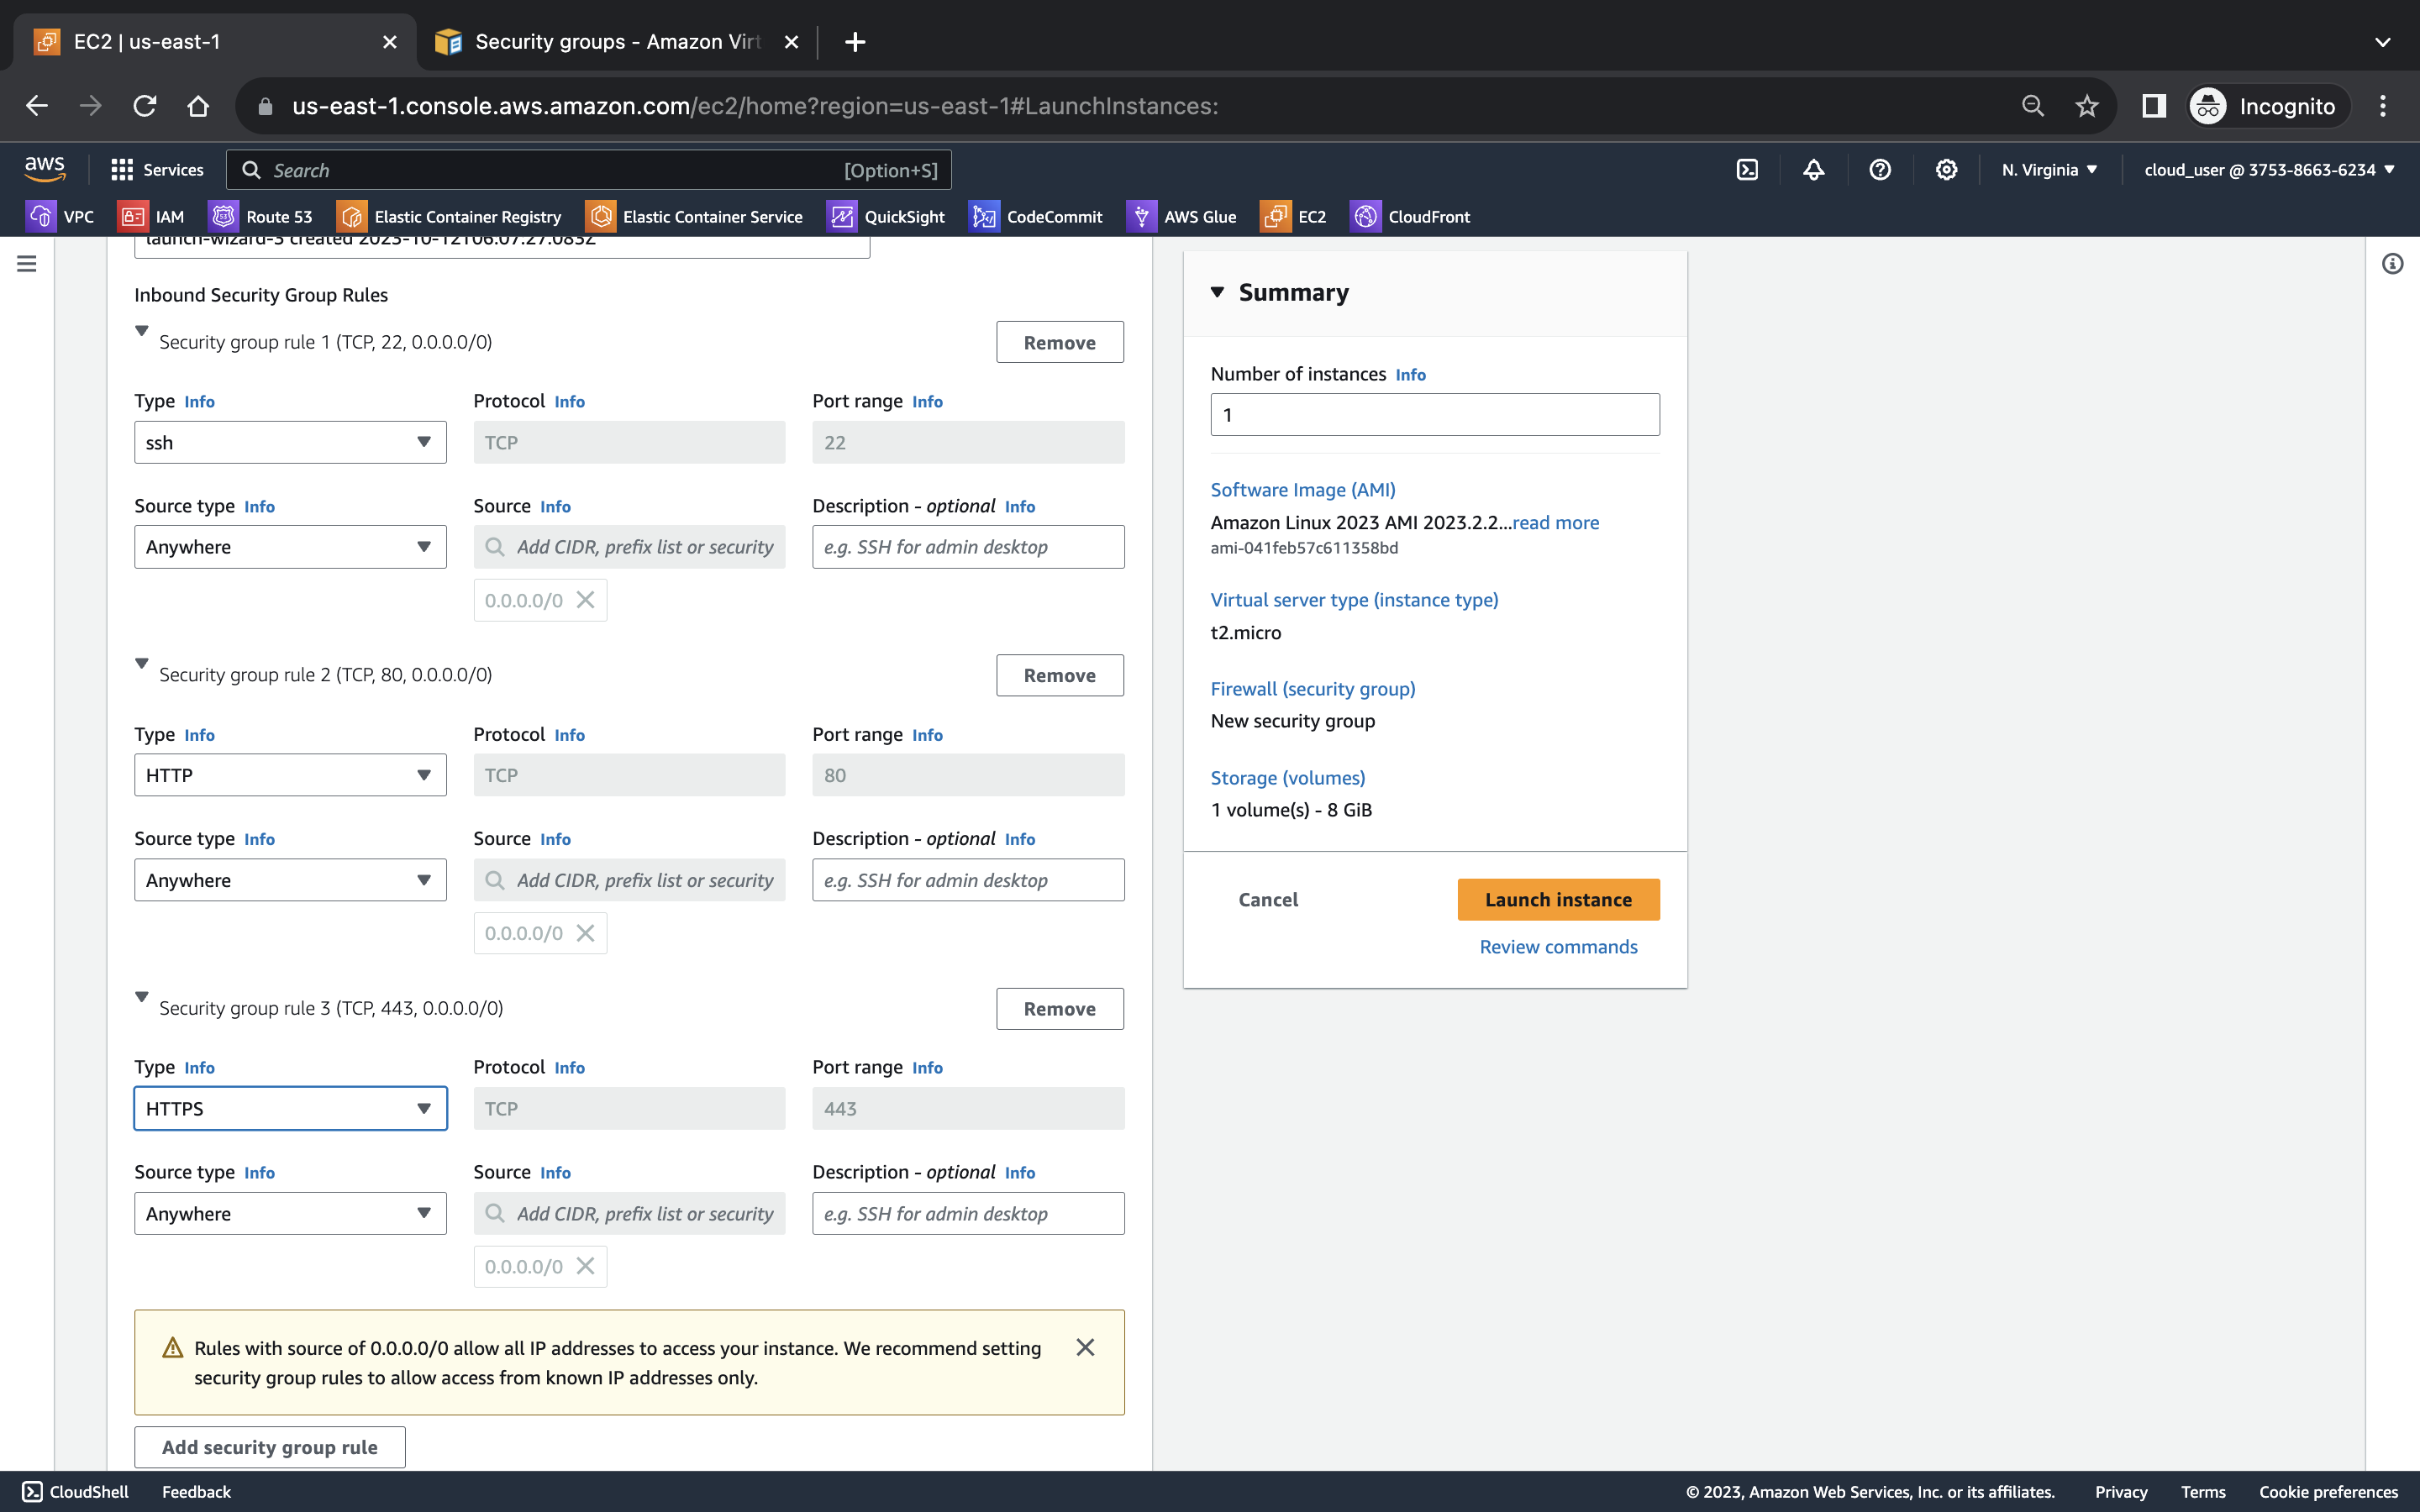 EC2 | us-east-1
Security groups - Amazon Virt
us-east-1.console.aws.amazon.com/ec2/home?region=us-east-1#LaunchInstances:
Incognito
aws
Services
Search
[Option+S]
N. Virginia
cloud_user @ 3753-8663-6234
VPC
IAM
Route 53
Elastic Container Registry
Elastic Container Service
QuickSight
CodeCommit
AWS Glue
EC2
CloudFront
launch-wizard-3 created 2023-10-12T06:07:27.083Z
Inbound Security Group Rules
Security group rule 1 (TCP, 22, 0.0.0.0/0)
Remove
Type Info
Protocol Info
Port range Info
ssh
TCP
22
Source type Info
Source Info
Description - optional Info
Anywhere
Add CIDR, prefix list or security
e.g. SSH for admin desktop
0.0.0.0/0
Security group rule 2 (TCP, 80, 0.0.0.0/0)
Remove
Type Info
Protocol Info
Port range Info
HTTP
TCP
80
Source type Info
Source Info
Description - optional Info
Anywhere
Add CIDR, prefix list or security
e.g. SSH for admin desktop
0.0.0.0/0
Security group rule 3 (TCP, 443, 0.0.0.0/0)
Remove
Type Info
Protocol Info
Port range Info
HTTPS
TCP
443
Source type Info
Source Info
Description - optional Info
Anywhere
Add CIDR, prefix list or security
e.g. SSH for admin desktop
0.0.0.0/0
Rules with source of 0.0.0.0/0 allow all IP addresses to access your instance. We recommend setting
security group rules to allow access from known IP addresses only.
Add security group rule
Summary
Number of instances Info
1
Software Image (AMI)
Amazon Linux 2023 AMI 2023.2.2...read more
ami-041feb57c611358bd
Virtual server type (instance type)
t2.micro
Firewall (security group)
New security group
Storage (volumes)
1 volume(s) - 8 GiB
Cancel
Launch instance
Review commands
CloudShell
Feedback
© 2023, Amazon Web Services, Inc. or its affiliates.
Privacy
Terms
Cookie preferences